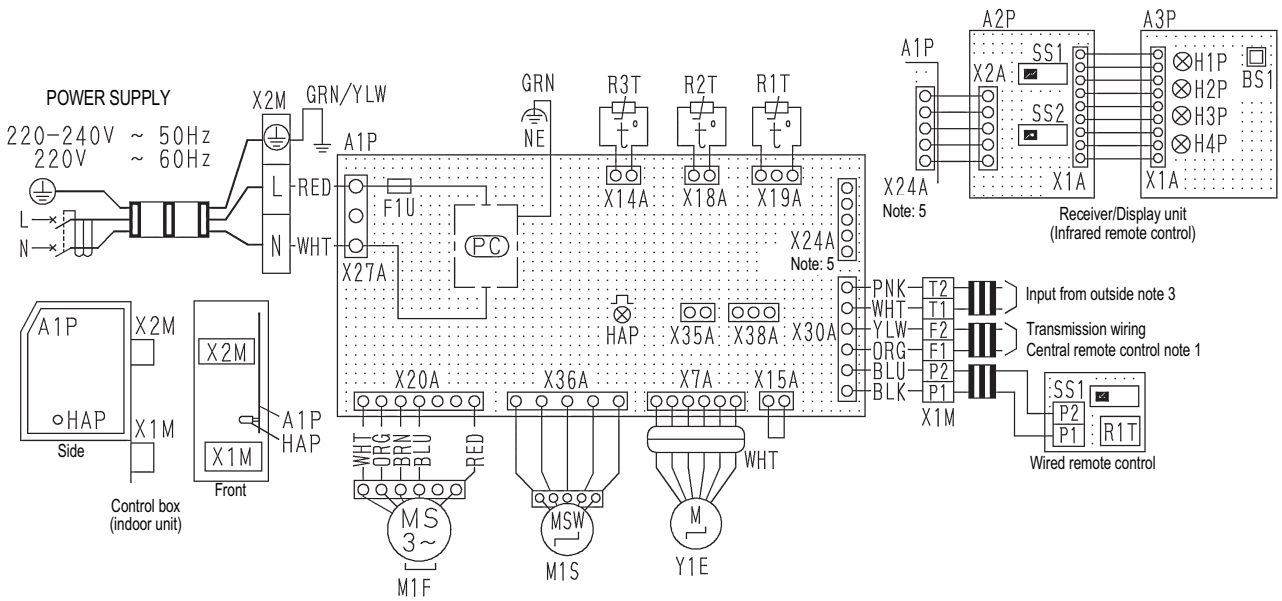 POWER SUPPLY
220-240V ~ 50Hz
220V ~ 60Hz
L
N
X2M
GRN/YLW
L
N
RED
WHT
A1P
F1U
X27A
PC
GRN
NE
R3T
t°
X14A
R2T
t°
X18A
R1T
t°
X19A
X24A
Note: 5
HAP
X35A
X38A
X30A
PNK
WHT
YLW
ORG
BLU
BLK
T2
T1
F2
F1
P2
P1
X1M
Input from outside note 3
Transmission wiring
Central remote control note 1
SS1
P2
P1
R1T
Wired remote control
A1P
X24A
Note: 5
A2P
X2A
SS1
SS2
X1A
A3P
H1P
H2P
H3P
H4P
BS1
X1A
Receiver/Display unit
(Infrared remote control)
X20A
WHT
ORG
BRN
BLU
RED
MS
3~
M1F
X36A
MSW
M1S
X7A
M
Y1E
X15A
WHT
A1P
HAP
X2M
X1M
Side
X2M
A1P
HAP
X1M
Front
Control box
(indoor unit)